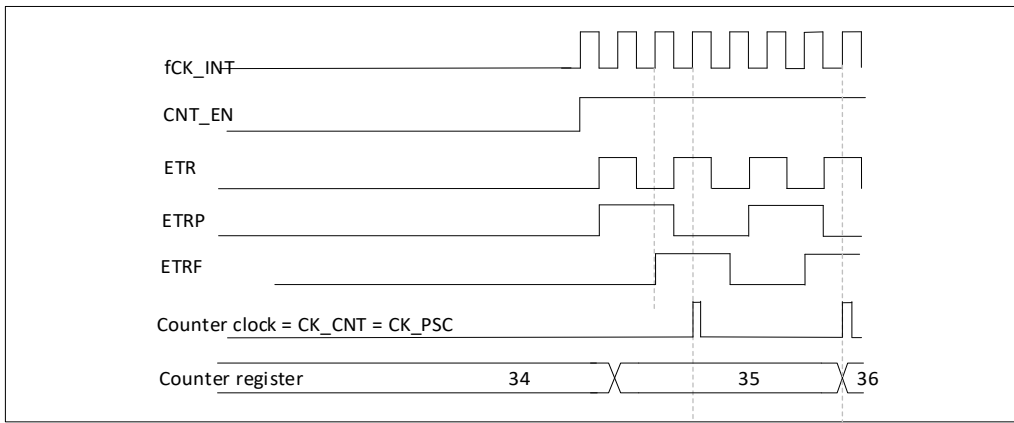 fCK_INT
CNT_EN
ETR
ETRP
ETRF
Counter clock = CK_CNT = CK_PSC
Counter register 34 35 36